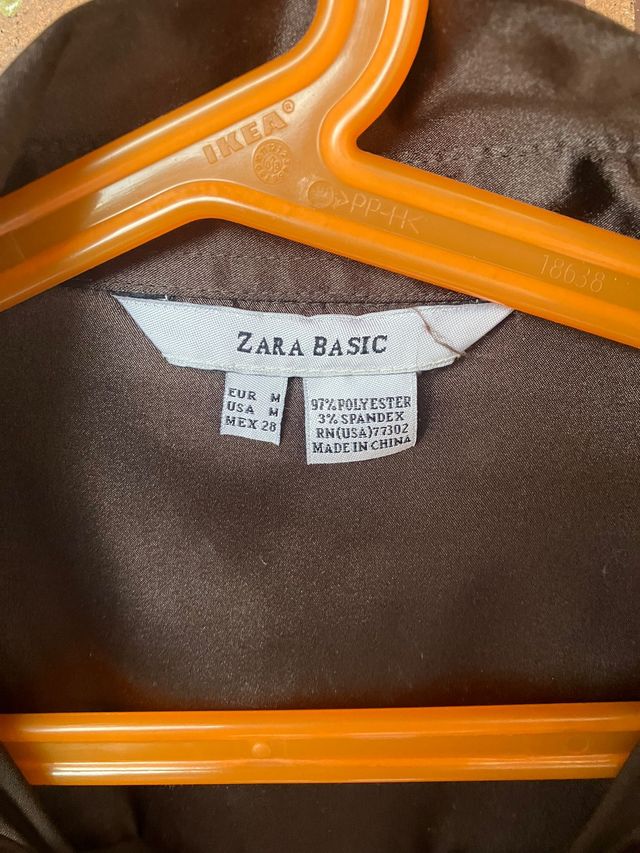 IKEA®
>PP-H<
18638
ZARA BASIC
EUR M
USA M
MEX 28
97% POLYESTER
3% SPANDEX
RN(USA)77302
MADE IN CHINA